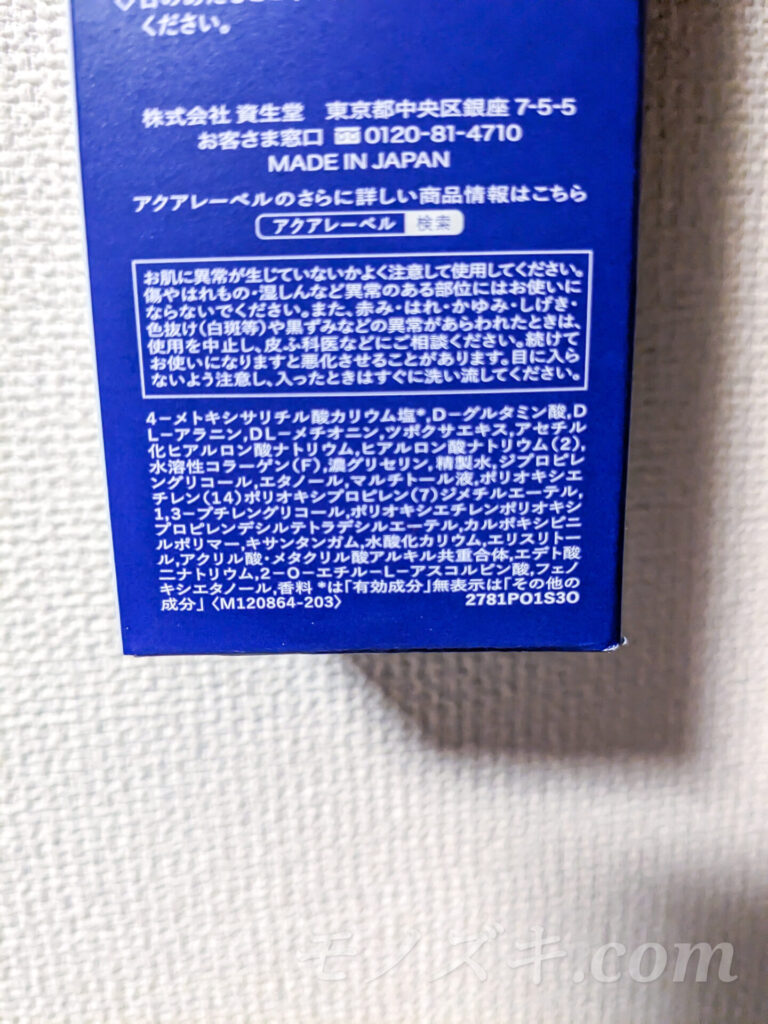 ください。
株式会社 資生堂　東京都中央区銀座 7-5-5
お客さま窓口 0120-81-4710
MADE IN JAPAN
アクアレーベルのさらに詳しい商品情報はこちら
アクアレーベル 検索
お肌に異常が生じていないかよく注意して使用してください。
傷やはれもの・湿しんなど異常のある部位にはお使いに
ならないでください。また、赤み・はれ・かゆみ・しげき・
色抜け(白斑等)や黒ずみなどの異常があらわれたときは、
使用を中止し、皮ふ科医などにご相談ください。続けて
お使いになりますと悪化させることがあります。目に入ら
ないよう注意し、入ったときはすぐに洗い流してください。
4-メトキシサリチル酸カリウム塩*,D-グルタミン酸,D
L-アラニン,DL-メチオニン,ツボクサエキス,アセチル
化ヒアルロン酸ナトリウム,ヒアルロン酸ナトリウム(2),
水溶性コラーゲン(F),濃グリセリン,精製水,ジプロピレ
ングリコール,エタノール,マルチトール液,ポリオキシエ
チレン(14)ポリオキシプロピレン(7)ジメチルエーテル,
1,3-ブチレングリコール,ポリオキシエチレンポリオキシ
プロピレンデシルテトラデシルエーテル,カルボキシビニ
ルポリマー,キサンタンガム,水酸化カリウム,エリスリトー
ル,アクリル酸・メタクリル酸アルキル共重合体,エデト酸
二ナトリウム,2-O-エチル-L-アスコルビン酸,フェノ
キシエタノール,香料 *は「有効成分」無表示は「その他の
成分」〈M120864-203〉 2781PO1S3O
モノズキ.com